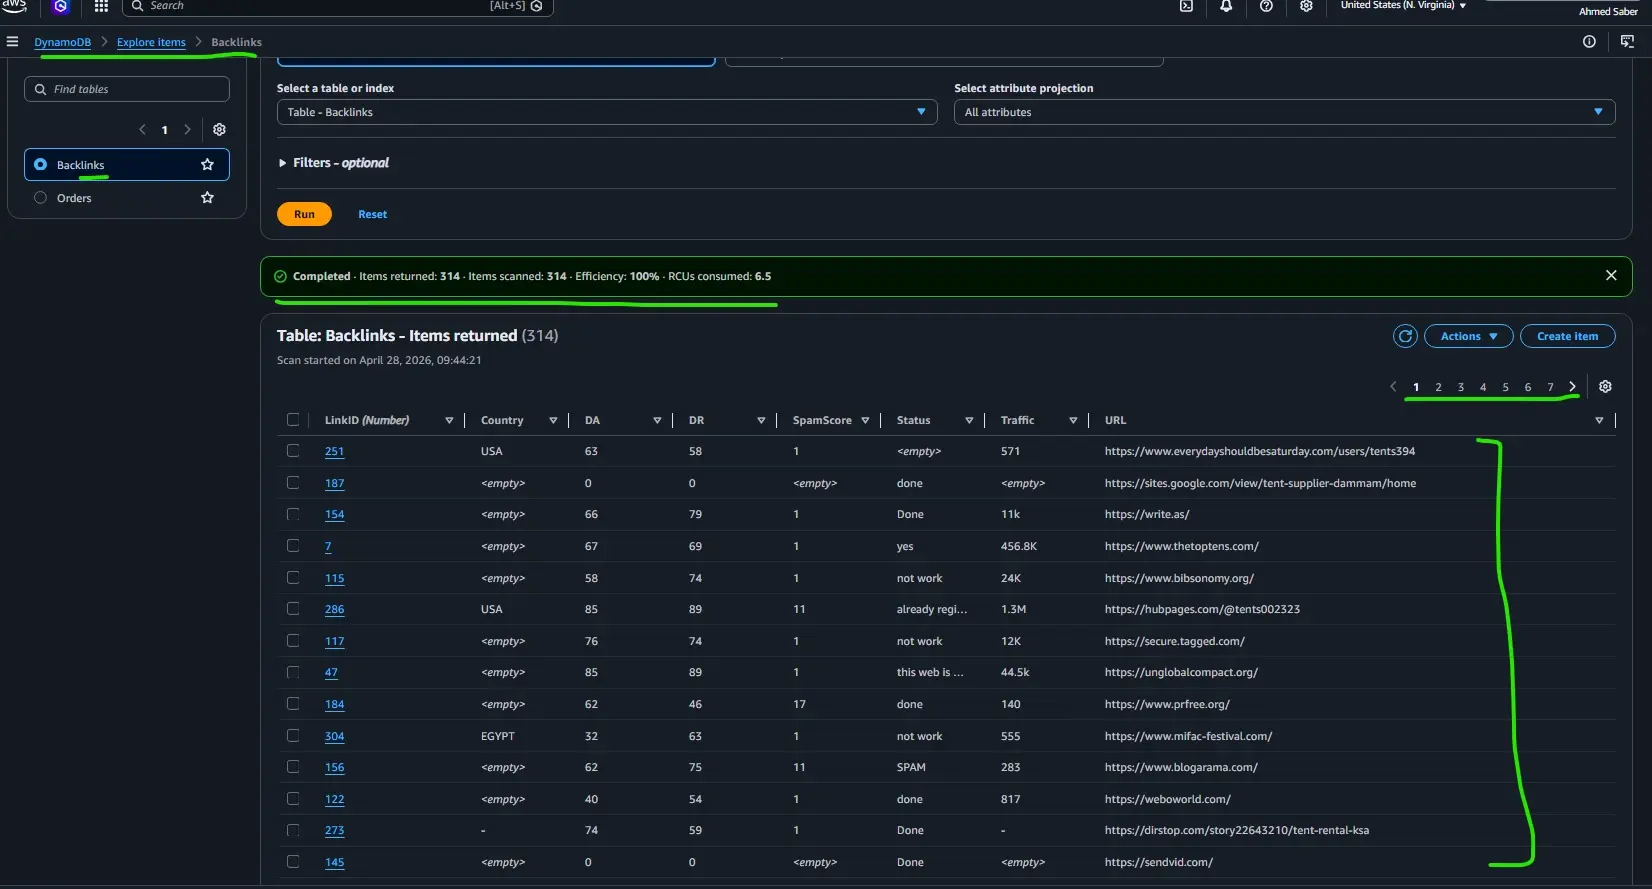 aws
Search [Alt+S] United States (N. Virginia) Ahmed Saber
DynamoDB > Explore items > Backlinks
Find tables
1
Backlinks
Orders
Select a table or index
Table - Backlinks
Select attribute projection
All attributes
Filters - optional
Run Reset
Completed · Items returned: 314 · Items scanned: 314 · Efficiency: 100% · RCUs consumed: 6.5
Table: Backlinks - Items returned (314)
Scan started on April 28, 2026, 09:44:21
Actions Create item
1 2 3 4 5 6 7
LinkID (Number) Country DA DR SpamScore Status Traffic URL
251 USA 63 58 1 <empty> 571 https://www.everydayshouldbesaturday.com/users/tents394
187 <empty> 0 0 <empty> done <empty> https://sites.google.com/view/tent-supplier-dammam/home
154 <empty> 66 79 1 Done 11k https://write.as/
7 <empty> 67 69 1 yes 456.8K https://www.thetoptens.com/
115 <empty> 58 74 1 not work 24K https://www.bibsonomy.org/
286 USA 85 89 11 already regi... 1.3M https://hubpages.com/@tents002323
117 <empty> 76 74 1 not work 12K https://secure.tagged.com/
47 <empty> 85 89 1 this web is ... 44.5k https://unglobalcompact.org/
184 <empty> 62 46 17 done 140 https://www.prfree.org/
304 EGYPT 32 63 1 not work 555 https://www.mifac-festival.com/
156 <empty> 62 75 11 SPAM 283 https://www.blogarama.com/
122 <empty> 40 54 1 done 817 https://weboworld.com/
273 - 74 59 1 Done - https://dirstop.com/story22643210/tent-rental-ksa
145 <empty> 0 0 <empty> Done <empty> https://sendvid.com/